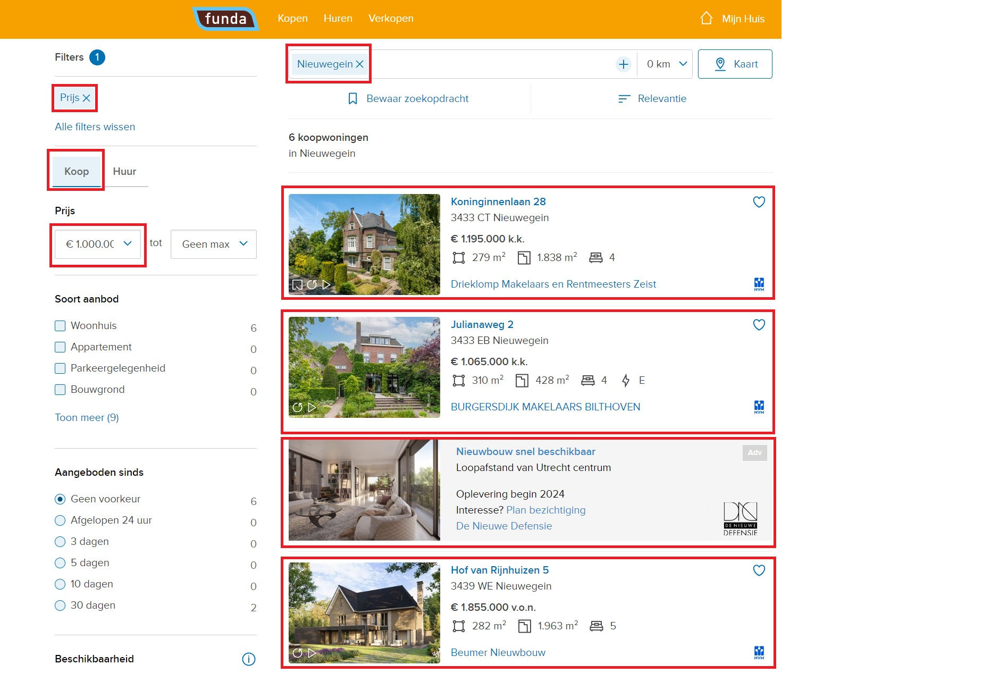 funda
Kopen
Huren
Verkopen
Mijn Huis
Filters 1
Prijs
Alle filters wissen
Koop
Huur
Prijs
€ 1.000.00
tot
Geen max
Soort aanbod
Woonhuis 6
Appartement 0
Parkeergelegenheid 0
Bouwgrond 0
Toon meer (9)
Aangeboden sinds
Geen voorkeur 6
Afgelopen 24 uur 0
3 dagen 0
5 dagen 0
10 dagen 0
30 dagen 2
Beschikbaarheid
Nieuwegein
0 km
Kaart
Bewaar zoekopdracht
Relevantie
6 koopwoningen
in Nieuwegein
Koninginnenlaan 28
3433 CT Nieuwegein
€ 1.195.000 k.k.
279 m² 1.838 m² 4
Drieklomp Makelaars en Rentmeesters Zeist
NVM
Julianaweg 2
3433 EB Nieuwegein
€ 1.065.000 k.k.
310 m² 428 m² 4 E
BURGERSDIJK MAKELAARS BILTHOVEN
NVM
Nieuwbouw snel beschikbaar
Adv
Loopafstand van Utrecht centrum
Oplevering begin 2024
Interesse? Plan bezichtiging
De Nieuwe Defensie
DND
DE NIEUWE
DEFENSIE
Hof van Rijnhuizen 5
3439 WE Nieuwegein
€ 1.855.000 v.o.n.
282 m² 1.963 m² 5
Beumer Nieuwbouw
NVM